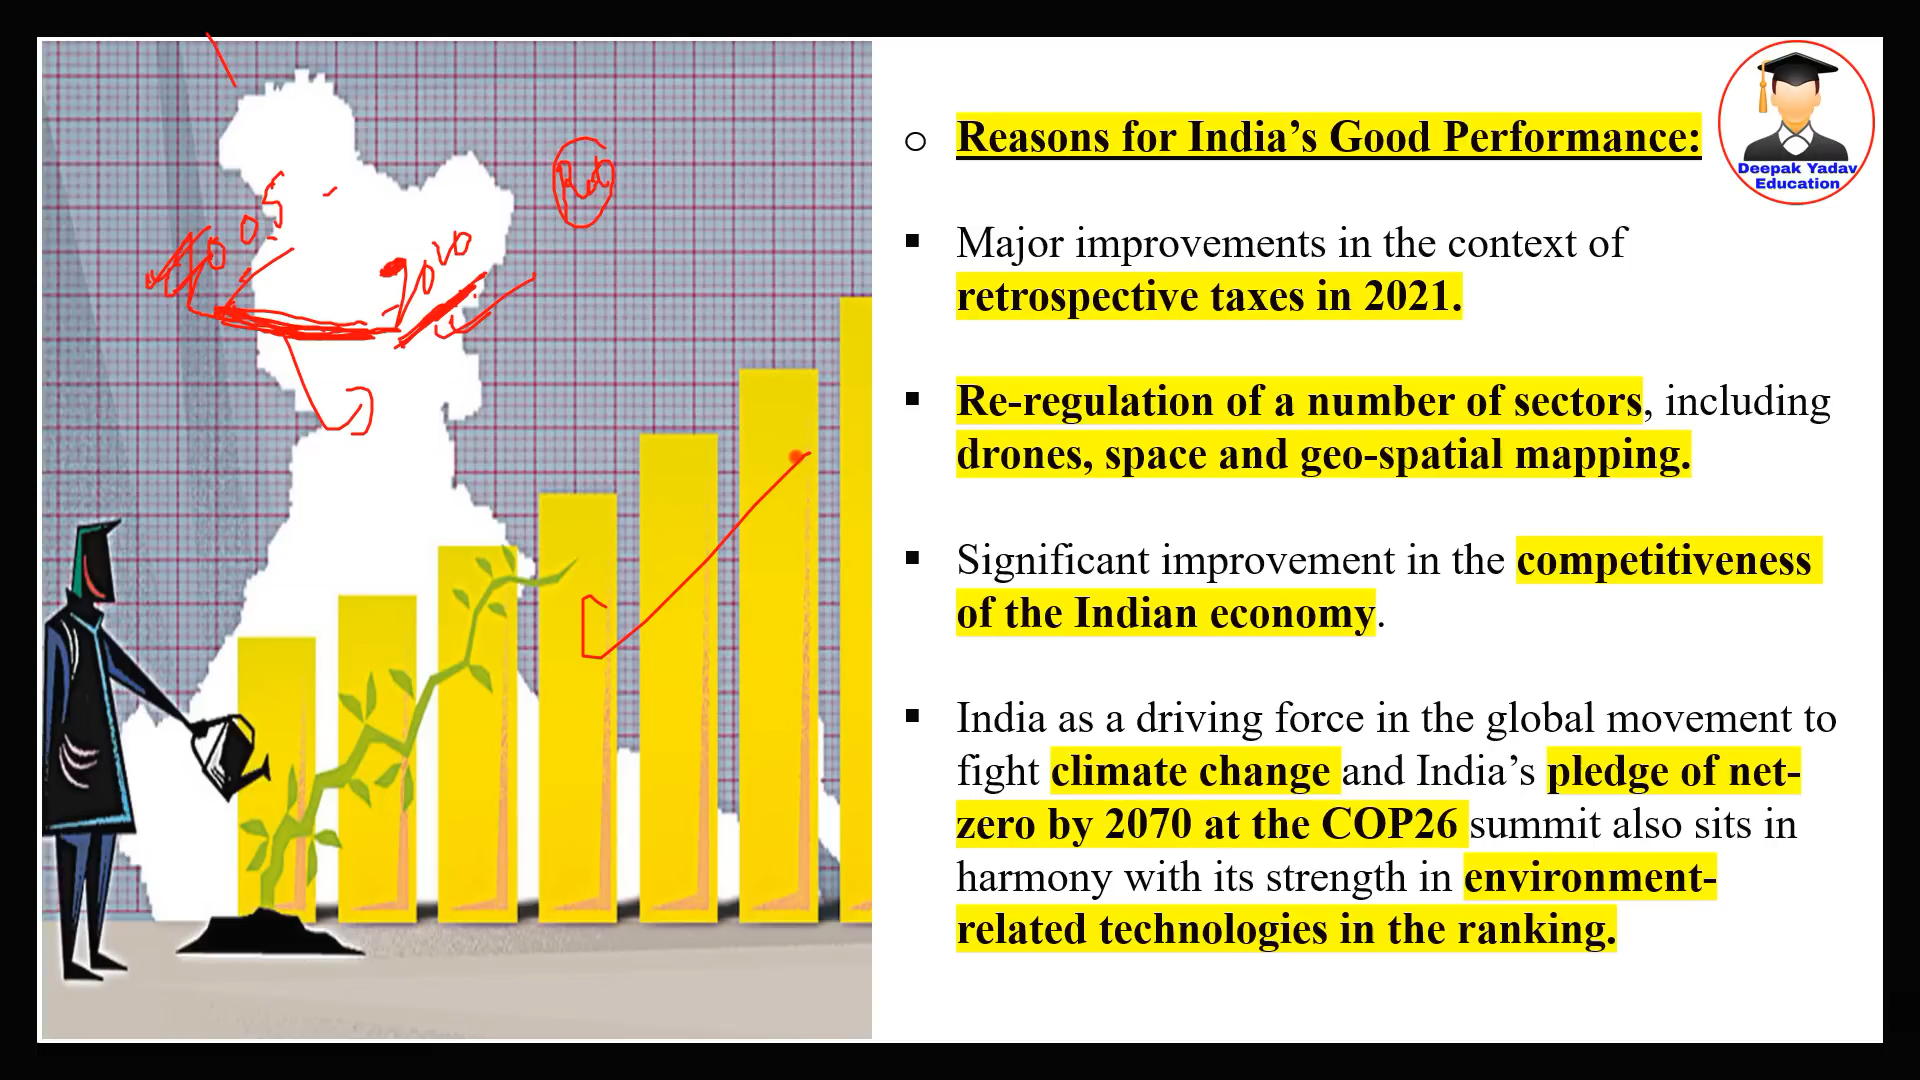 Reasons for India’s Good Performance:
Deepak Yadav
Education
Major improvements in the context of
retrospective taxes in 2021.
Re-regulation of a number of sectors, including
drones, space and geo-spatial mapping.
Significant improvement in the competitiveness
of the Indian economy.
India as a driving force in the global movement to
fight climate change and India’s pledge of net-
zero by 2070 at the COP26 summit also sits in
harmony with its strength in environment-
related technologies in the ranking.